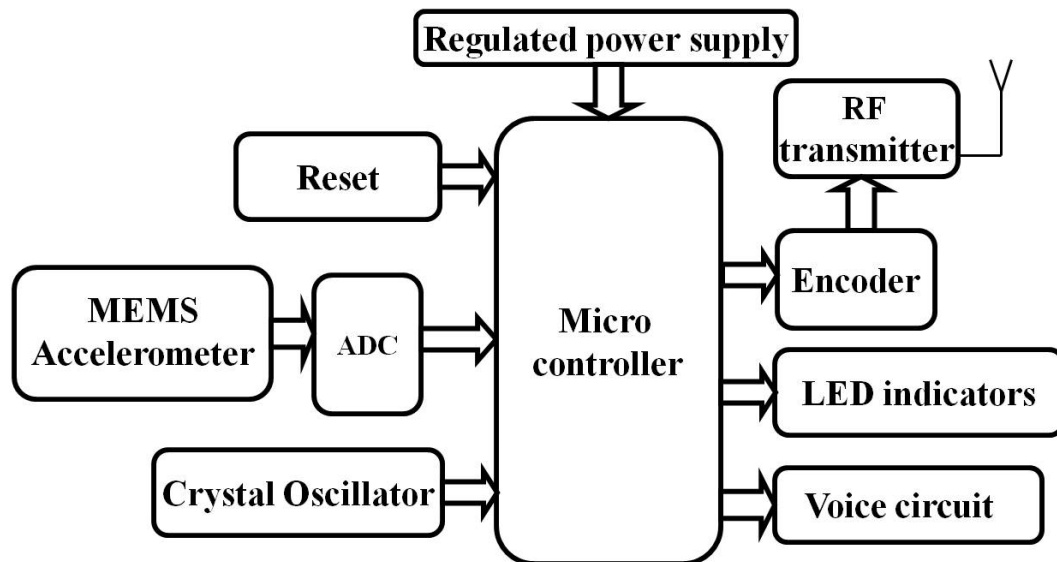 Regulated power supply
RF
transmitter
Reset
Encoder
MEMS
Accelerometer
ADC
Micro
controller
LED indicators
Crystal Oscillator
Voice circuit